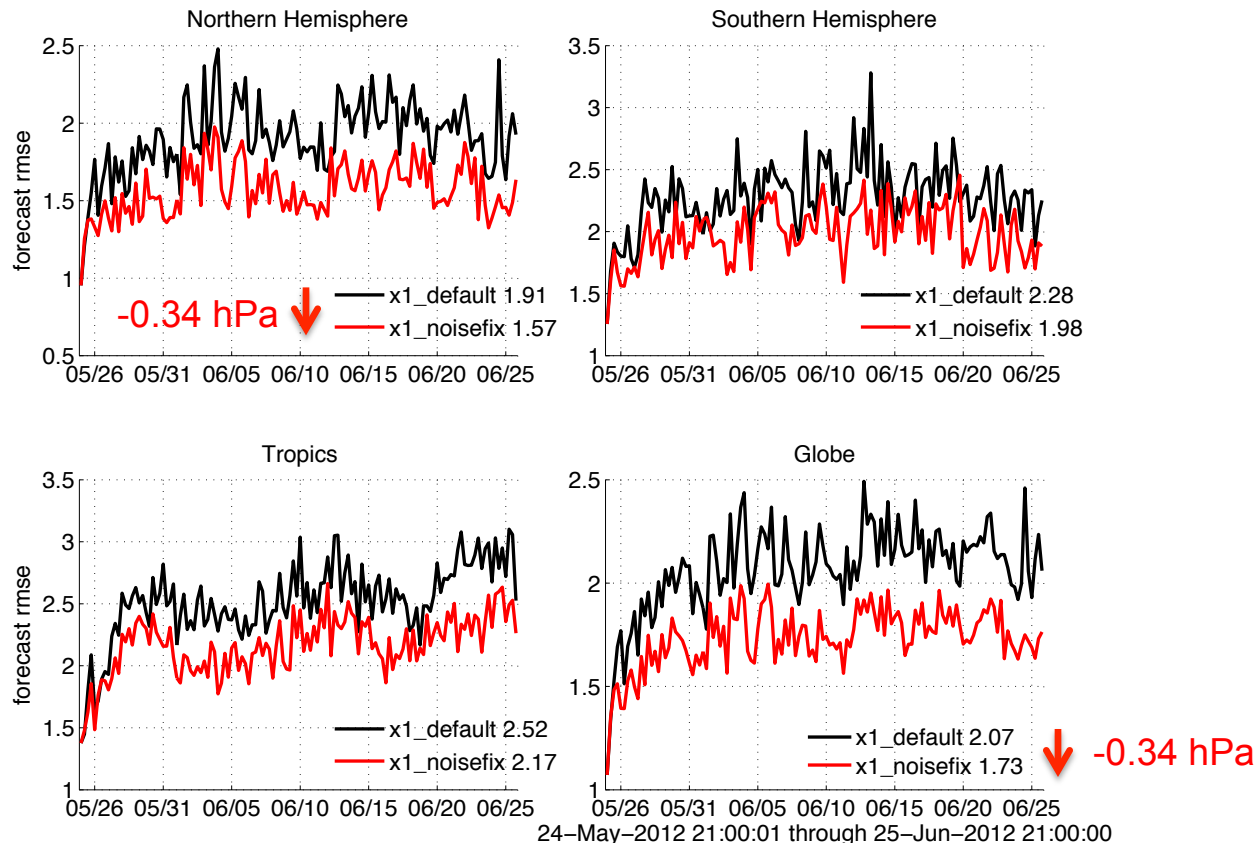 Northern Hemisphere
2.5
2
1.5
1
0.5
forecast rmse
-0.34 hPa
x1_default 1.91
x1_noisefix 1.57
05/26 05/31 06/05 06/10 06/15 06/20 06/25
Southern Hemisphere
3.5
3
2.5
2
1.5
1
x1_default 2.28
x1_noisefix 1.98
05/26 05/31 06/05 06/10 06/15 06/20 06/25
Tropics
3.5
3
2.5
2
1.5
1
forecast rmse
x1_default 2.52
x1_noisefix 2.17
05/26 05/31 06/05 06/10 06/15 06/20 06/25
Globe
2.5
2
1.5
1
x1_default 2.07
x1_noisefix 1.73
-0.34 hPa
05/26 05/31 06/05 06/10 06/15 06/20 06/25
24−May−2012 21:00:01 through 25−Jun−2012 21:00:00